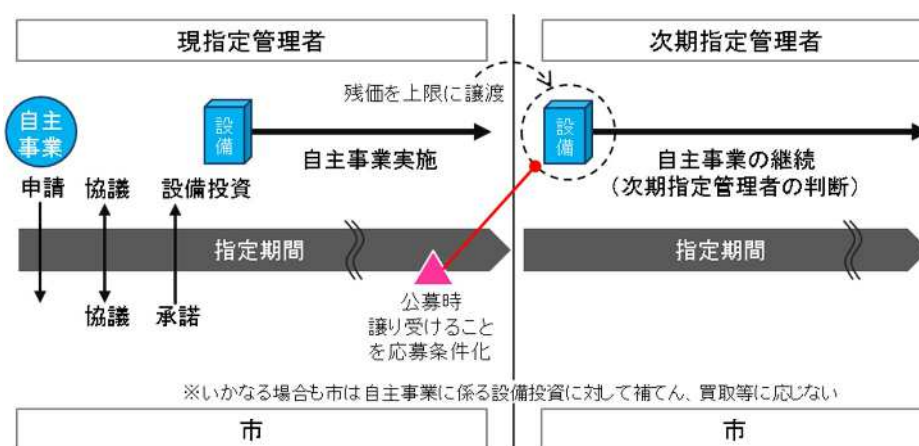 現指定管理者
次期指定管理者
残価を上限に譲渡
自主
事業
設備
設備
自主事業実施
自主事業の継続
(次期指定管理者の判断)
申請
協議
設備投資
指定期間
指定期間
協議
承諾
公募時
譲り受けること
を応募条件化
※いかなる場合も市は自主事業に係る設備投資に対して補てん、買取等に応じない
市
市